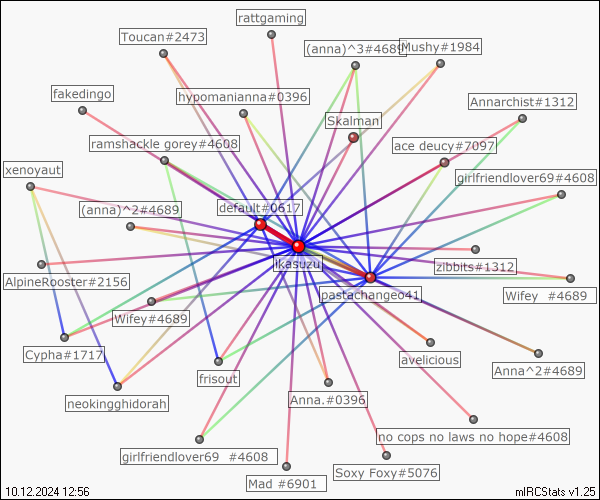 rattgaming
Toucan#2473
(anna)^3#4689
Mushy#1984
fakedingo
hypomanianna#0396
Annarchist#1312
Skalman
ramshackle gorey#4608
ace deucy#7097
xenoyaut
girlfriendlover69#4608
(anna)^2#4689
default#0617
ikasuzu
zibbits#1312
AlpineRooster#2156
pastachangeo41
Wifey #4689
Wifey#4689
Cypha#1717
avelicious
Anna^2#4689
frisout
neokingghidorah
Anna.#0396
no cops no laws no hope#4608
girlfriendlover69 #4608
Soxy Foxy#5076
Mad #6901
10.12.2024 12:56
mIRCStats v1.25